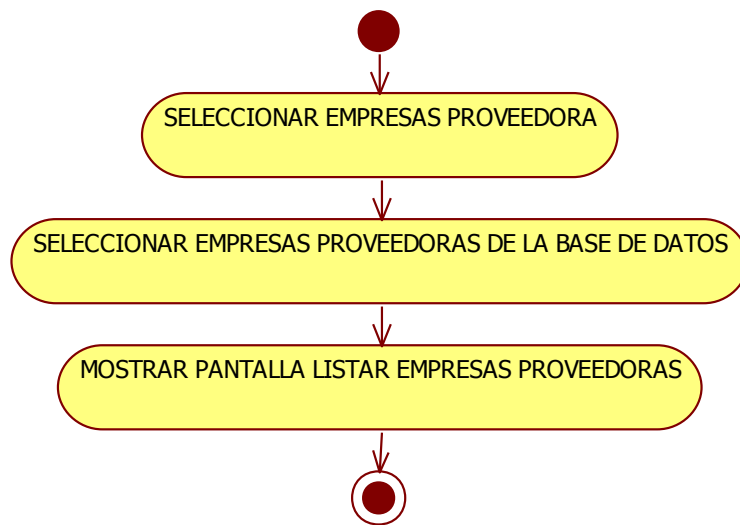 SELECCIONAR EMPRESAS PROVEEDORA
SELECCIONAR EMPRESAS PROVEEDORAS DE LA BASE DE DATOS
MOSTRAR PANTALLA LISTAR EMPRESAS PROVEEDORAS